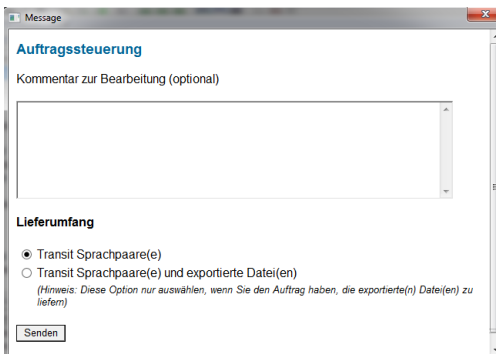 Message
Auftragssteuerung
Kommentar zur Bearbeitung (optional)
Lieferumfang
Transit Sprachpaare(e)
Transit Sprachpaare(e) und exportierte Datei(en)
(Hinweis: Diese Option nur auswählen, wenn Sie den Auftrag haben, die exportierte(n) Datei(en) zu
liefern)
Senden